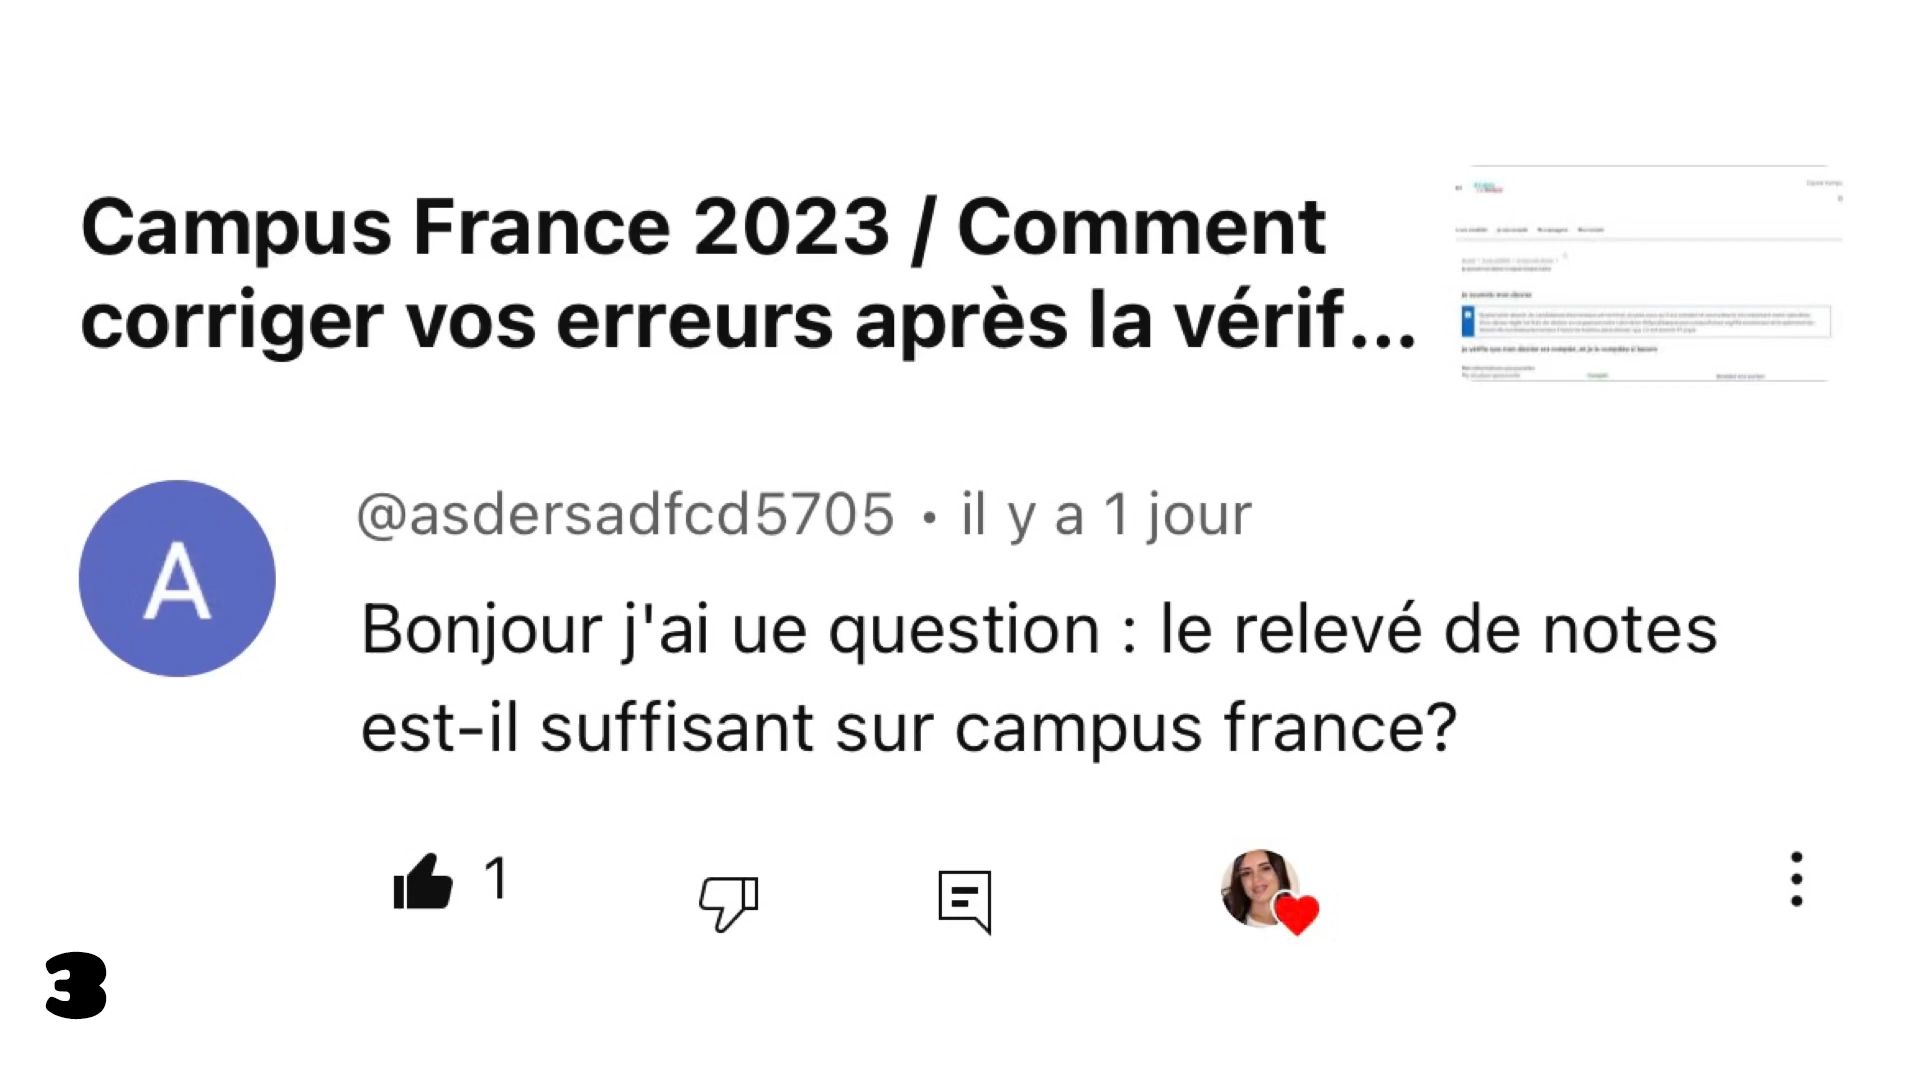 Campus France 2023 / Comment
corriger vos erreurs après la vérif...
A
@asdersadfcd5705 • il y a 1 jour
Bonjour j'ai ue question : le relevé de notes
est-il suffisant sur campus france?
1
3